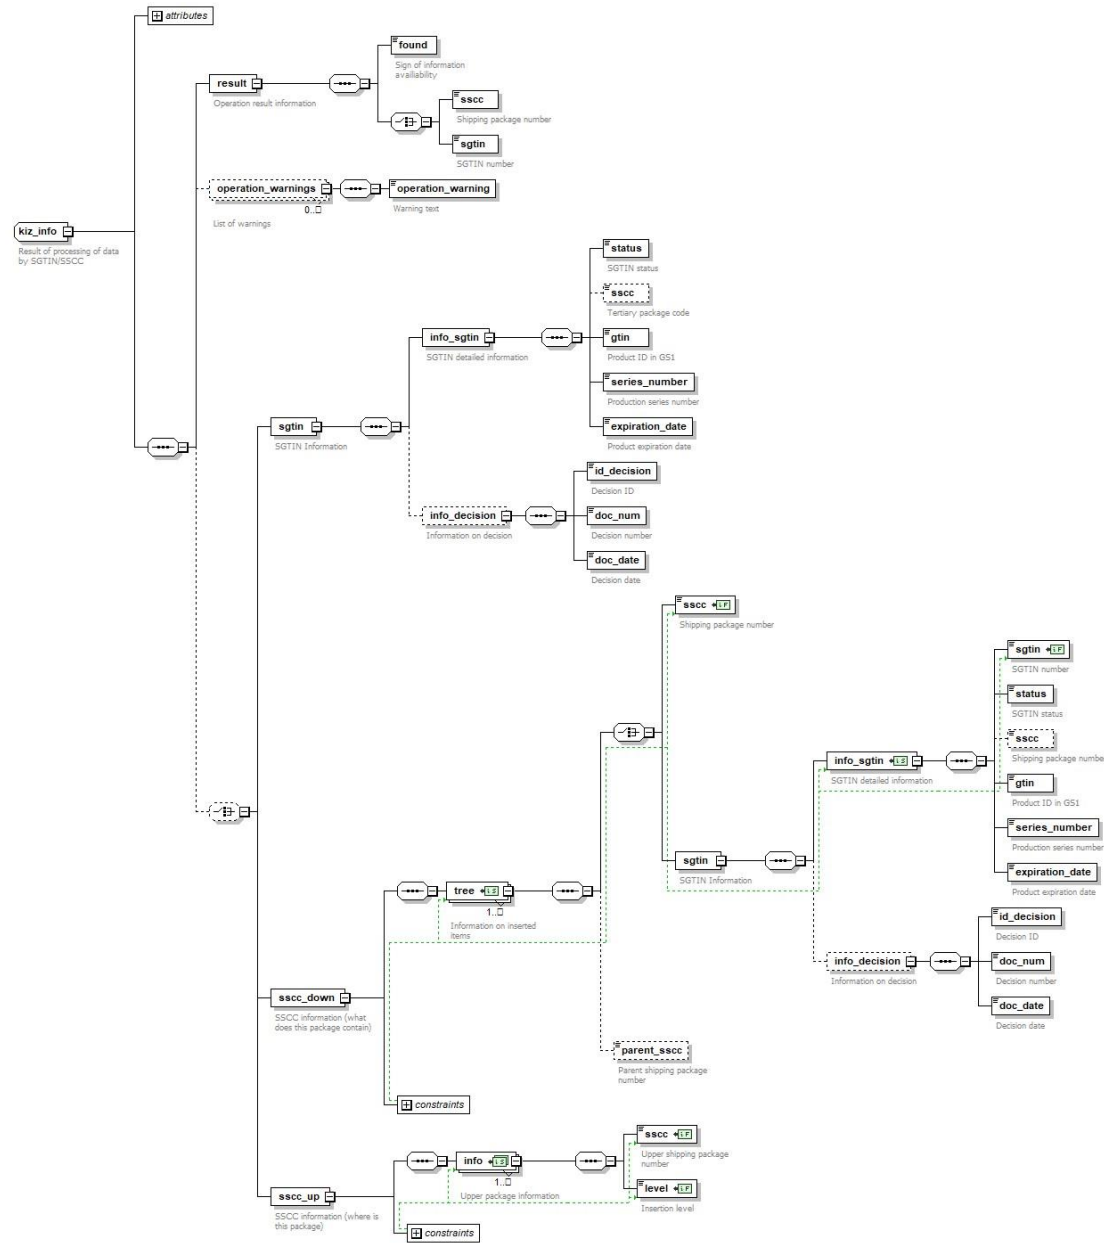 attributes
found
Sign of information
availiability
result
Operation result information
sscc
Shipping package number
sgtin
SGTIN number
operation_warnings
0..
List of warnings
operation_warning
Warning text
kiz_info
Result of processing of data
by SGTIN/SSCC
status
SGTIN status
sscc
Tertiary package code
info_sgtin
SGTIN detailed information
gtin
Product ID in GS1
series_number
Production series number
expiration_date
Product expiration date
sgtin
SGTIN Information
id_decision
Decision ID
info_decision
Information on decision
doc_num
Decision number
doc_date
Decision date
sscc
Shipping package number
sgtin
SGTIN number
status
SGTIN status
sscc
Shipping package number
info_sgtin
SGTIN detailed information
gtin
Product ID in GS1
series_number
Production series number
sgtin
SGTIN Information
expiration_date
Product expiration date
tree
1..
Information on inserted
items
id_decision
Decision ID
info_decision
Information on decision
doc_num
Decision number
doc_date
Decision date
sscc_down
SSCC information (what
does this package contain)
parent_sscc
Parent shipping package
number
constraints
sscc
Upper shipping package
number
info
1..
Upper package information
level
Insertion level
sscc_up
SSCC information (where is
this package)
constraints